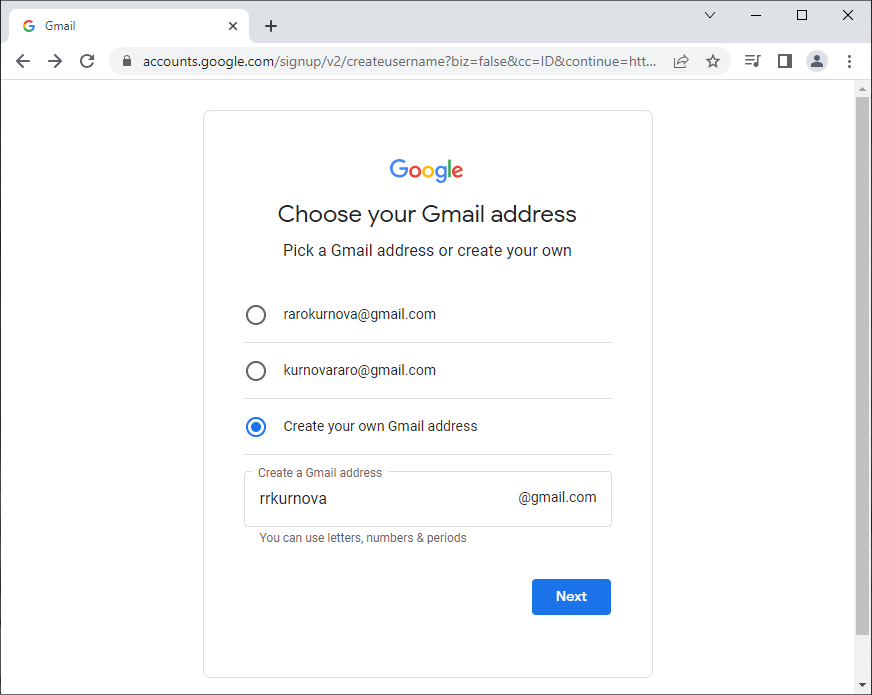 Gmail
accounts.google.com/signup/v2/createusername?biz=false&cc=ID&continue=htt...
Google
Choose your Gmail address
Pick a Gmail address or create your own
rarokurnova@gmail.com
kurnovararo@gmail.com
Create your own Gmail address
Create a Gmail address
rrkurnova @gmail.com
You can use letters, numbers & periods
Next